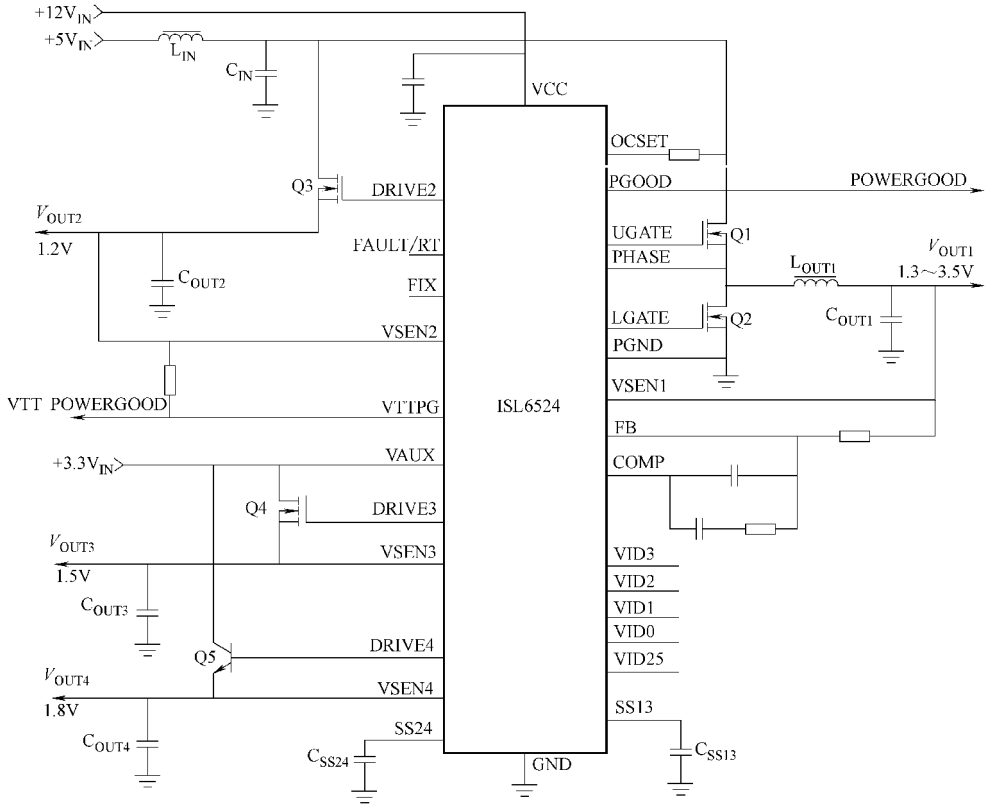 +12V_IN
+5V_IN
L_IN
C_IN
VCC
OCSET
PGOOD
POWERGOOD
Q3
DRIVE2
V_OUT2
1.2V
UGATE
Q1
FAULT/RT
PHASE
V_OUT1
1.3～3.5V
L_OUT1
C_OUT2
FIX
LGATE
Q2
C_OUT1
VSEN2
PGND
VSEN1
VTT POWERGOOD
VTTPG
ISL6524
FB
+3.3V_IN
VAUX
COMP
Q4
DRIVE3
V_OUT3
1.5V
VSEN3
VID3
VID2
C_OUT3
VID1
VID0
Q5
DRIVE4
VID25
V_OUT4
1.8V
VSEN4
SS13
C_OUT4
SS24
C_SS24
GND
C_SS13